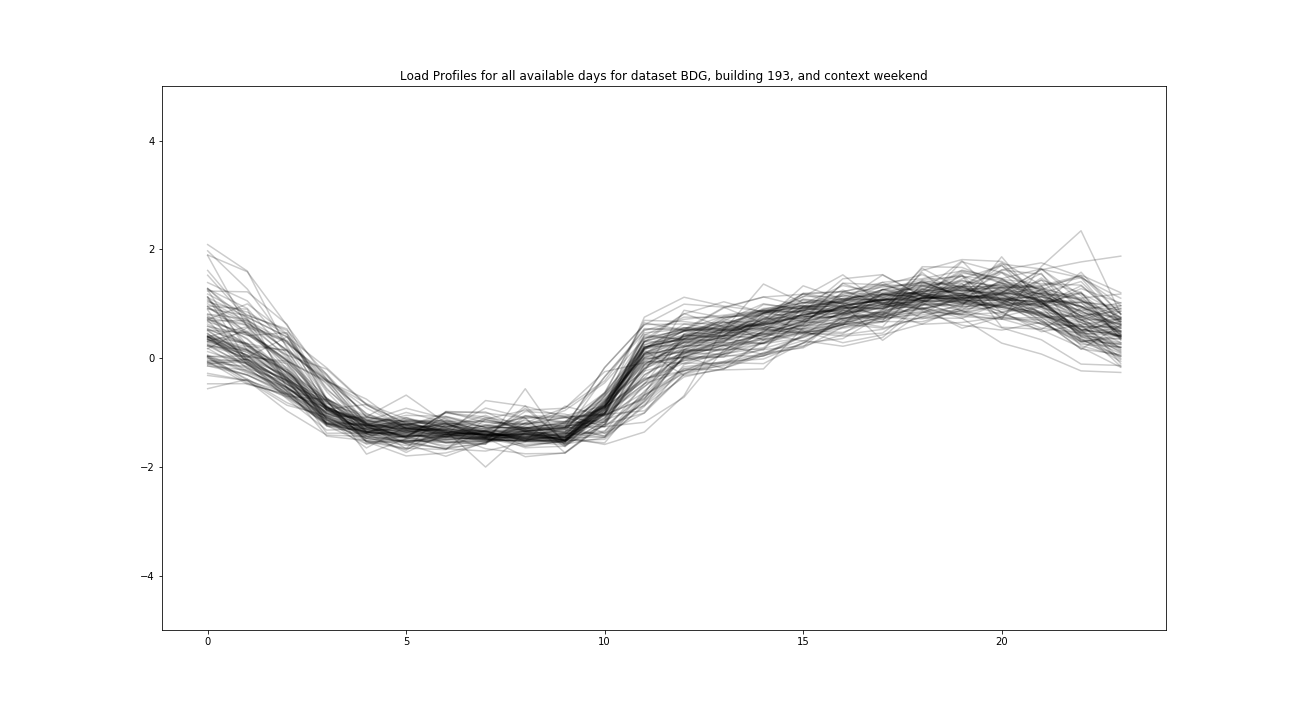 Load Profiles for all available days for dataset BDG, building 193, and context weekend
4
2
0
−2
−4
0 5 10 15 20